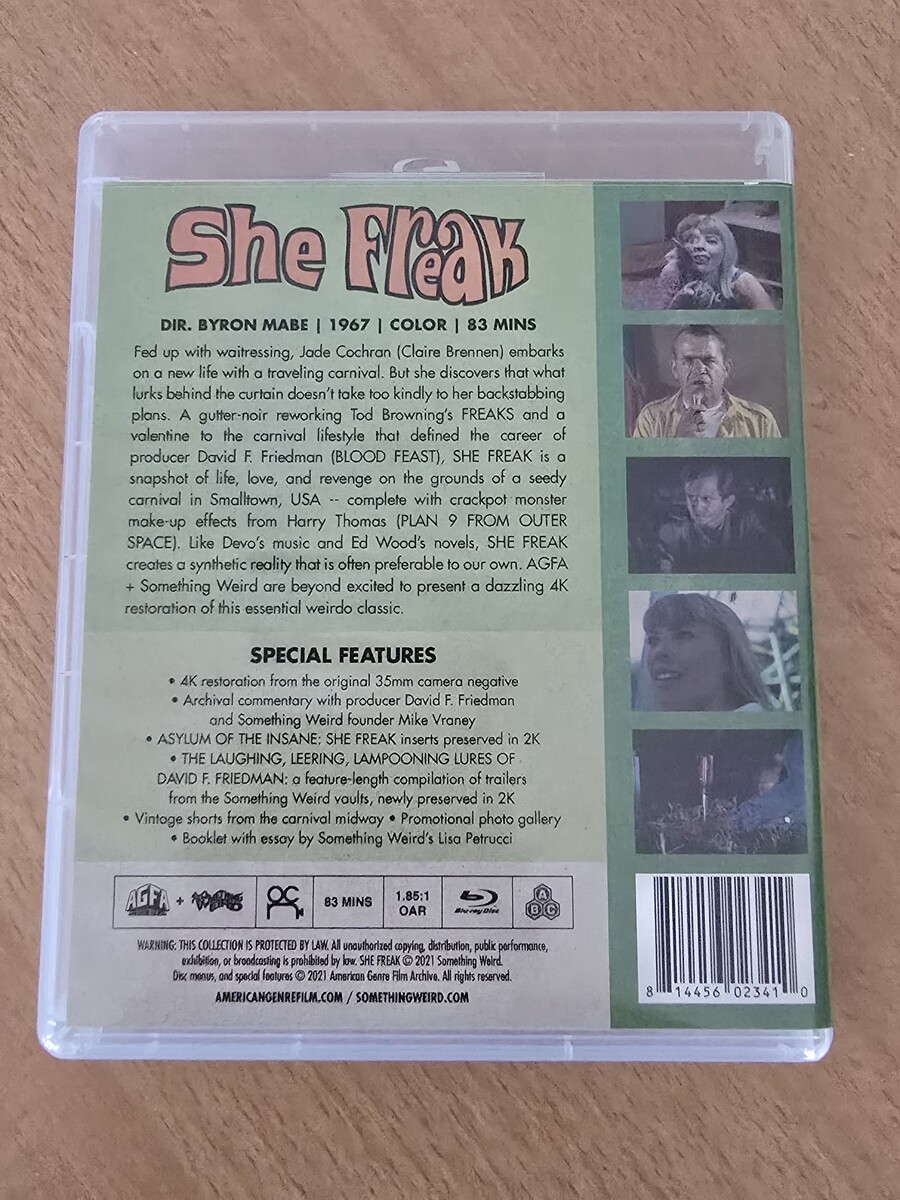 She Freak
DIR. BYRON MABE | 1967 | COLOR | 83 MINS
Fed up with waitressing, Jade Cochran (Claire Brennen) embarks
on a new life with a traveling carnival. But she discovers that what
lurks behind the curtain doesn't take too kindly to her backstabbing
plans. A gutter-noir reworking Tod Browning's FREAKS and a
valentine to the carnival lifestyle that defined the career of
producer David F. Friedman (BLOOD FEAST), SHE FREAK is a
snapshot of life, love, and revenge on the grounds of a seedy
carnival in Smalltown, USA -- complete with crackpot monster
make-up effects from Harry Thomas (PLAN 9 FROM OUTER
SPACE). Like Devo's music and Ed Wood's novels, SHE FREAK
creates a synthetic reality that is often preferable to our own. AGFA
+ Something Weird are beyond excited to present a dazzling 4K
restoration of this essential weirdo classic.
SPECIAL FEATURES
• 4K restoration from the original 35mm camera negative
• Archival commentary with producer David F. Friedman
and Something Weird founder Mike Vraney
• ASYLUM OF THE INSANE: SHE FREAK inserts preserved in 2K
• THE LAUGHING, LEERING, LAMPOONING LURES OF
DAVID F. FRIEDMAN: a feature-length compilation of trailers
from the Something Weird vaults, newly preserved in 2K
• Vintage shorts from the carnival midway • Promotional photo gallery
• Booklet with essay by Something Weird's Lisa Petrucci
AGFA + Something Weird OC 83 MINS 1.85:1 OAR Blu-ray Disc A B C
WARNING: THIS COLLECTION IS PROTECTED BY LAW. All unauthorized copying, distribution, public performance,
exhibition, or broadcasting is prohibited by law. SHE FREAK © 2021 Something Weird.
Disc menus, and special features © 2021 American Genre Film Archive. All rights reserved.
AMERICANGENREFILM.COM / SOMETHINGWEIRD.COM
8 14456 02341 0